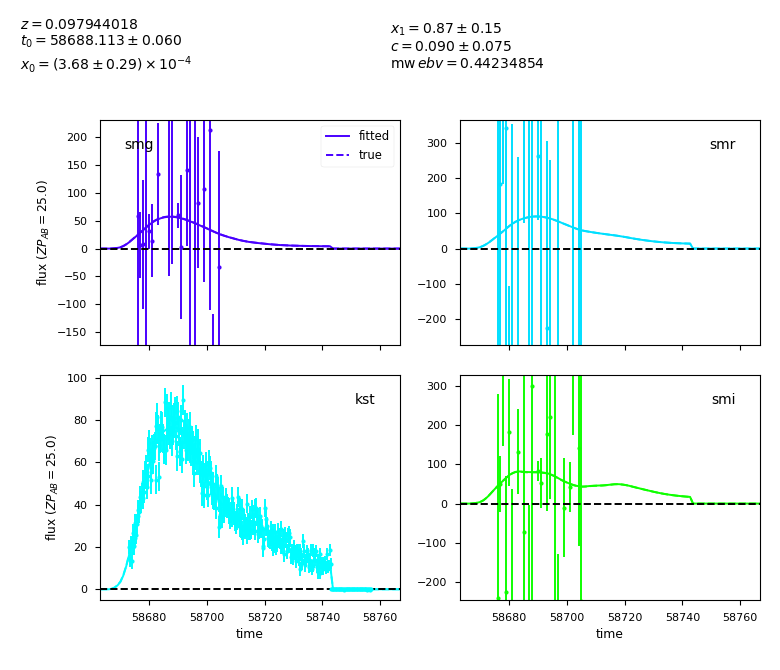 z = 0.097944018
t₀ = 58688.113 ± 0.060
x₀ = (3.68 ± 0.29) × 10⁻⁴
x₁ = 0.87 ± 0.15
c = 0.090 ± 0.075
mw ebv = 0.44234854
smg
fitted
true
200
150
100
50
0
−50
−100
−150
flux (ZP_AB = 25.0)
smr
300
200
100
0
−100
−200
kst
100
80
60
40
20
0
flux (ZP_AB = 25.0)
58680
58700
58720
58740
58760
time
smi
300
200
100
0
−100
−200
58680
58700
58720
58740
58760
time